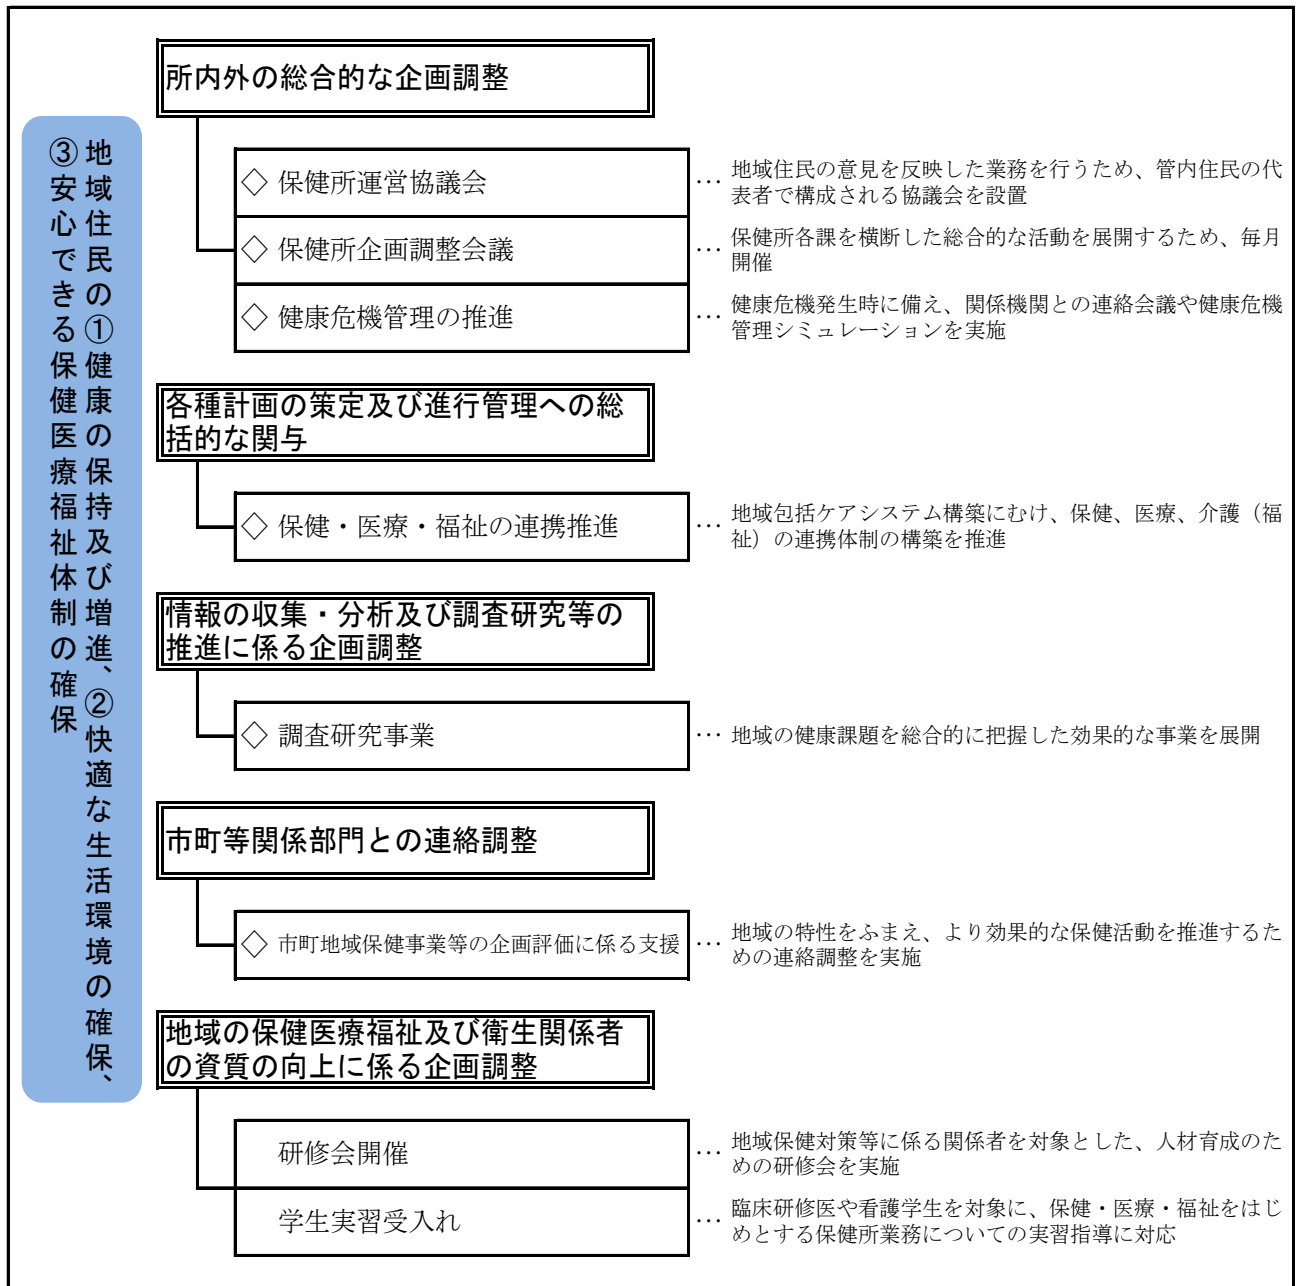 地域住民の①健康の保持及び増進、②快適な生活環境の確保、
③安心できる保健医療福祉体制の確保
所内外の総合的な企画調整
◇ 保健所運営協議会
… 地域住民の意見を反映した業務を行うため、管内住民の代
表者で構成される協議会を設置
◇ 保健所企画調整会議
… 保健所各課を横断した総合的な活動を展開するため、毎月
開催
◇ 健康危機管理の推進
… 健康危機発生時に備え、関係機関との連絡会議や健康危機
管理シミュレーションを実施
各種計画の策定及び進行管理への総
括的な関与
◇ 保健・医療・福祉の連携推進
… 地域包括ケアシステム構築にむけ、保健、医療、介護（福
祉）の連携体制の構築を推進
情報の収集・分析及び調査研究等の
推進に係る企画調整
◇ 調査研究事業
… 地域の健康課題を総合的に把握した効果的な事業を展開
市町等関係部門との連絡調整
◇ 市町地域保健事業等の企画評価に係る支援
… 地域の特性をふまえ、より効果的な保健活動を推進するた
めの連絡調整を実施
地域の保健医療福祉及び衛生関係者
の資質の向上に係る企画調整
研修会開催
… 地域保健対策等に係る関係者を対象とした、人材育成のた
めの研修会を実施
学生実習受入れ
… 臨床研修医や看護学生を対象に、保健・医療・福祉をはじ
めとする保健所業務についての実習指導に対応